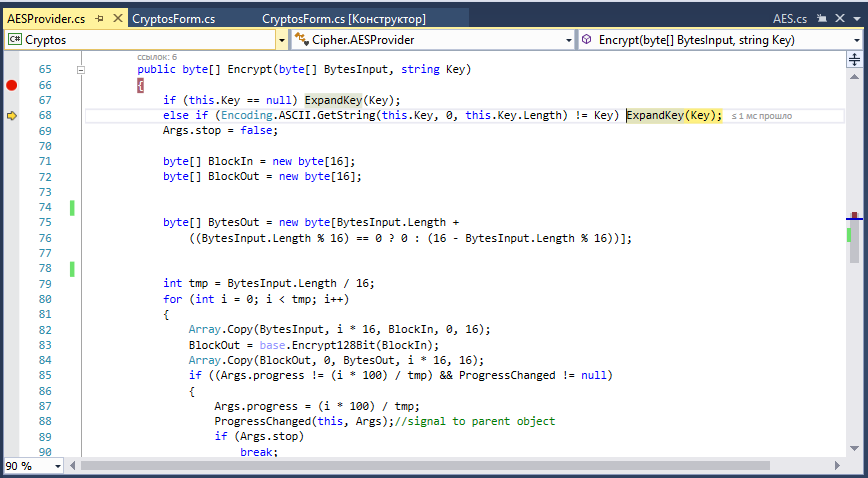 AESProvider.cs CryptosForm.cs CryptosForm.cs [Конструктор] AES.cs
C# Cryptos Cipher.AESProvider Encrypt(byte[] BytesInput, string Key)
ссылок: 6
65 public byte[] Encrypt(byte[] BytesInput, string Key)
66 {
67 if (this.Key == null) ExpandKey(Key);
68 else if (Encoding.ASCII.GetString(this.Key, 0, this.Key.Length) != Key) ExpandKey(Key); ≤ 1 мс прошло
69 Args.stop = false;
70
71 byte[] BlockIn = new byte[16];
72 byte[] BlockOut = new byte[16];
73
74
75 byte[] BytesOut = new byte[BytesInput.Length +
76 ((BytesInput.Length % 16) == 0 ? 0 : (16 - BytesInput.Length % 16))];
77
78
79 int tmp = BytesInput.Length / 16;
80 for (int i = 0; i < tmp; i++)
81 {
82 Array.Copy(BytesInput, i * 16, BlockIn, 0, 16);
83 BlockOut = base.Encrypt128Bit(BlockIn);
84 Array.Copy(BlockOut, 0, BytesOut, i * 16, 16);
85 if ((Args.progress != (i * 100) / tmp) && ProgressChanged != null)
86 {
87 Args.progress = (i * 100) / tmp;
88 ProgressChanged(this, Args);//signal to parent object
89 if (Args.stop)
90 break;
90 %